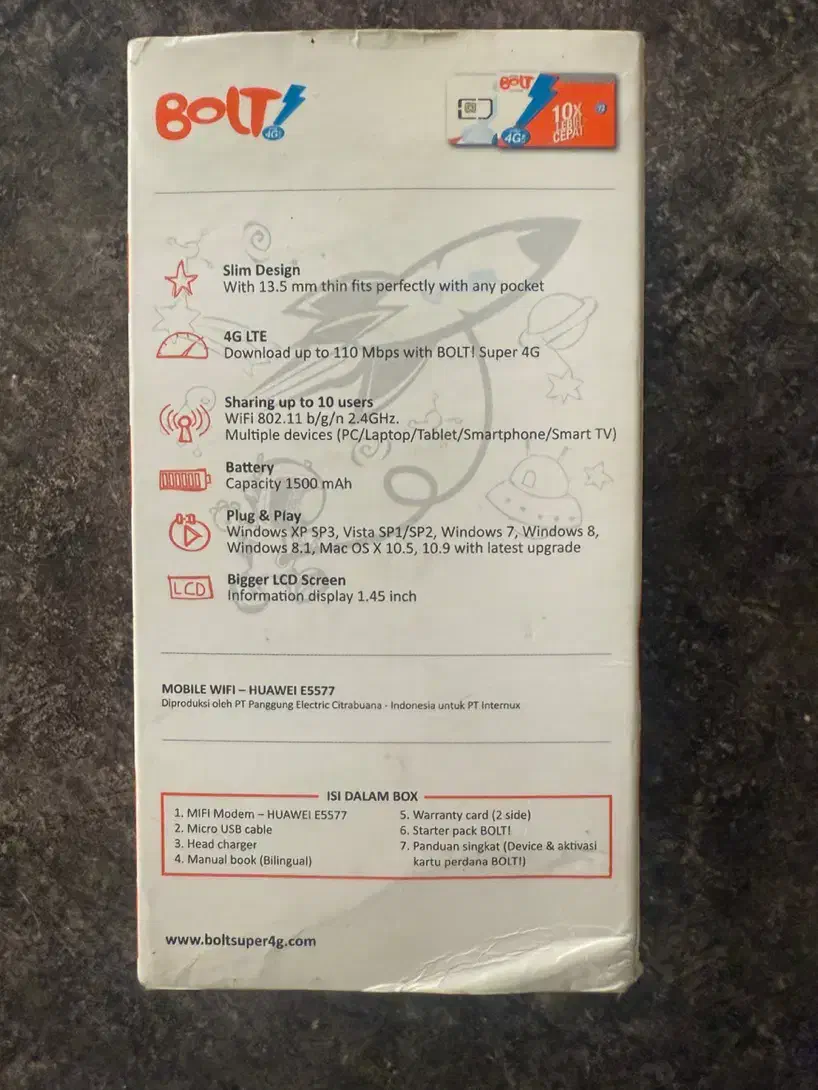 BOLT!
4G
BOLT
4G
10X
LEBIH
CEPAT
Slim Design
With 13.5 mm thin fits perfectly with any pocket
4G LTE
Download up to 110 Mbps with BOLT! Super 4G
Sharing up to 10 users
WiFi 802.11 b/g/n 2.4GHz.
Multiple devices (PC/Laptop/Tablet/Smartphone/Smart TV)
Battery
Capacity 1500 mAh
Plug & Play
Windows XP SP3, Vista SP1/SP2, Windows 7, Windows 8,
Windows 8.1, Mac OS X 10.5, 10.9 with latest upgrade
LCD
Bigger LCD Screen
Information display 1.45 inch
MOBILE WIFI – HUAWEI E5577
Diproduksi oleh PT Panggung Electric Citrabuana - Indonesia untuk PT Internux
ISI DALAM BOX
1. MIFI Modem – HUAWEI E5577
2. Micro USB cable
3. Head charger
4. Manual book (Bilingual)
5. Warranty card (2 side)
6. Starter pack BOLT!
7. Panduan singkat (Device & aktivasi
kartu perdana BOLT!)
www.boltsuper4g.com